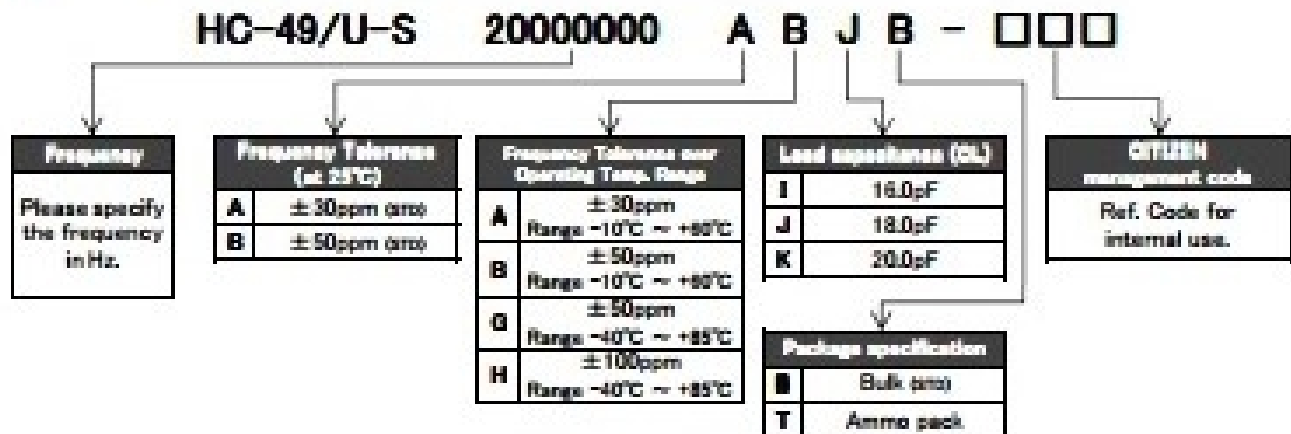 HC-49/U-S 20000000 A B J B - □□□
Frequency
Please specify
the frequency
in Hz.
Frequency Tolerance
(at 25℃)
A ±30ppm (STD)
B ±50ppm (STD)
Frequency Tolerance over
Operating Temp. Range
A ±30ppm
Range -10℃ ~ +60℃
B ±50ppm
Range -10℃ ~ +60℃
G ±50ppm
Range -40℃ ~ +85℃
H ±100ppm
Range -40℃ ~ +85℃
Load capacitance (CL)
I 16.0pF
J 18.0pF
K 20.0pF
Package specification
B Bulk (STD)
T Ammo pack
CITIZEN
management code
Ref. Code for
internal use.